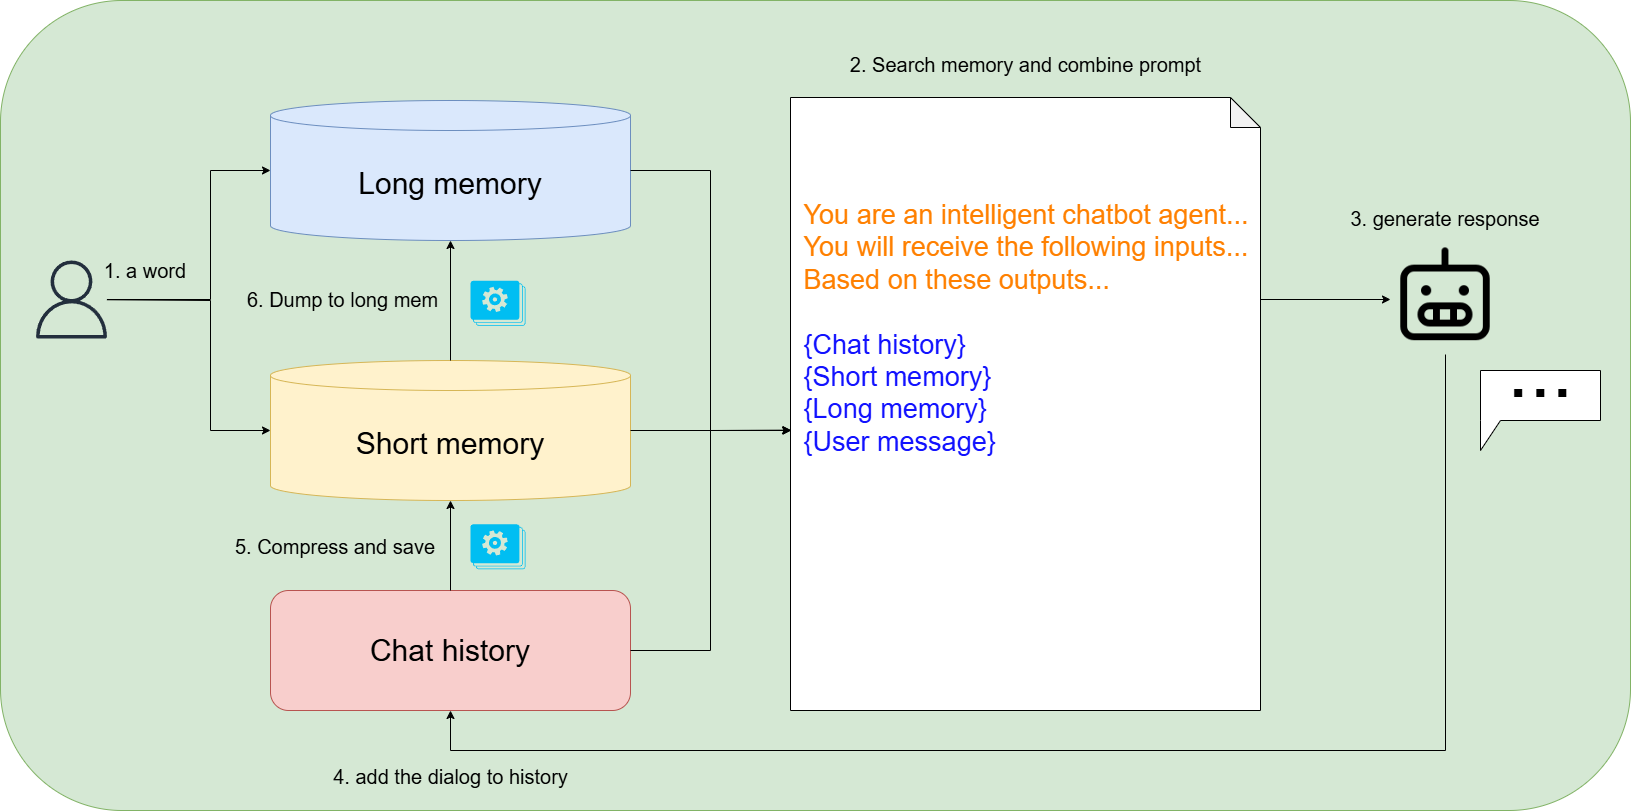 2. Search memory and combine prompt
Long memory
1. a word
6. Dump to long mem
Short memory
5. Compress and save
Chat history
4. add the dialog to history
You are an intelligent chatbot agent...
You will receive the following inputs...
Based on these outputs...
{Chat history}
{Short memory}
{Long memory}
{User message}
3. generate response
...